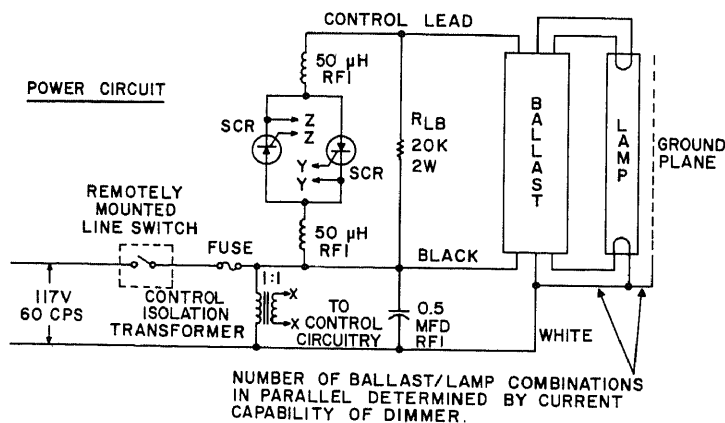 CONTROL LEAD
POWER CIRCUIT
50 µH
RFI
SCR
Z
Z
Y
Y
SCR
RLB
20K
2W
BALLAST
LAMP
GROUND
PLANE
REMOTELY
MOUNTED
LINE SWITCH
FUSE
50 µH
RFI
BLACK
117V
60 CPS
CONTROL
ISOLATION
TRANSFORMER
1:1
X
X
TO
CONTROL
CIRCUITRY
0.5
MFD
RFI
WHITE
NUMBER OF BALLAST/LAMP COMBINATIONS
IN PARALLEL DETERMINED BY CURRENT
CAPABILITY OF DIMMER.